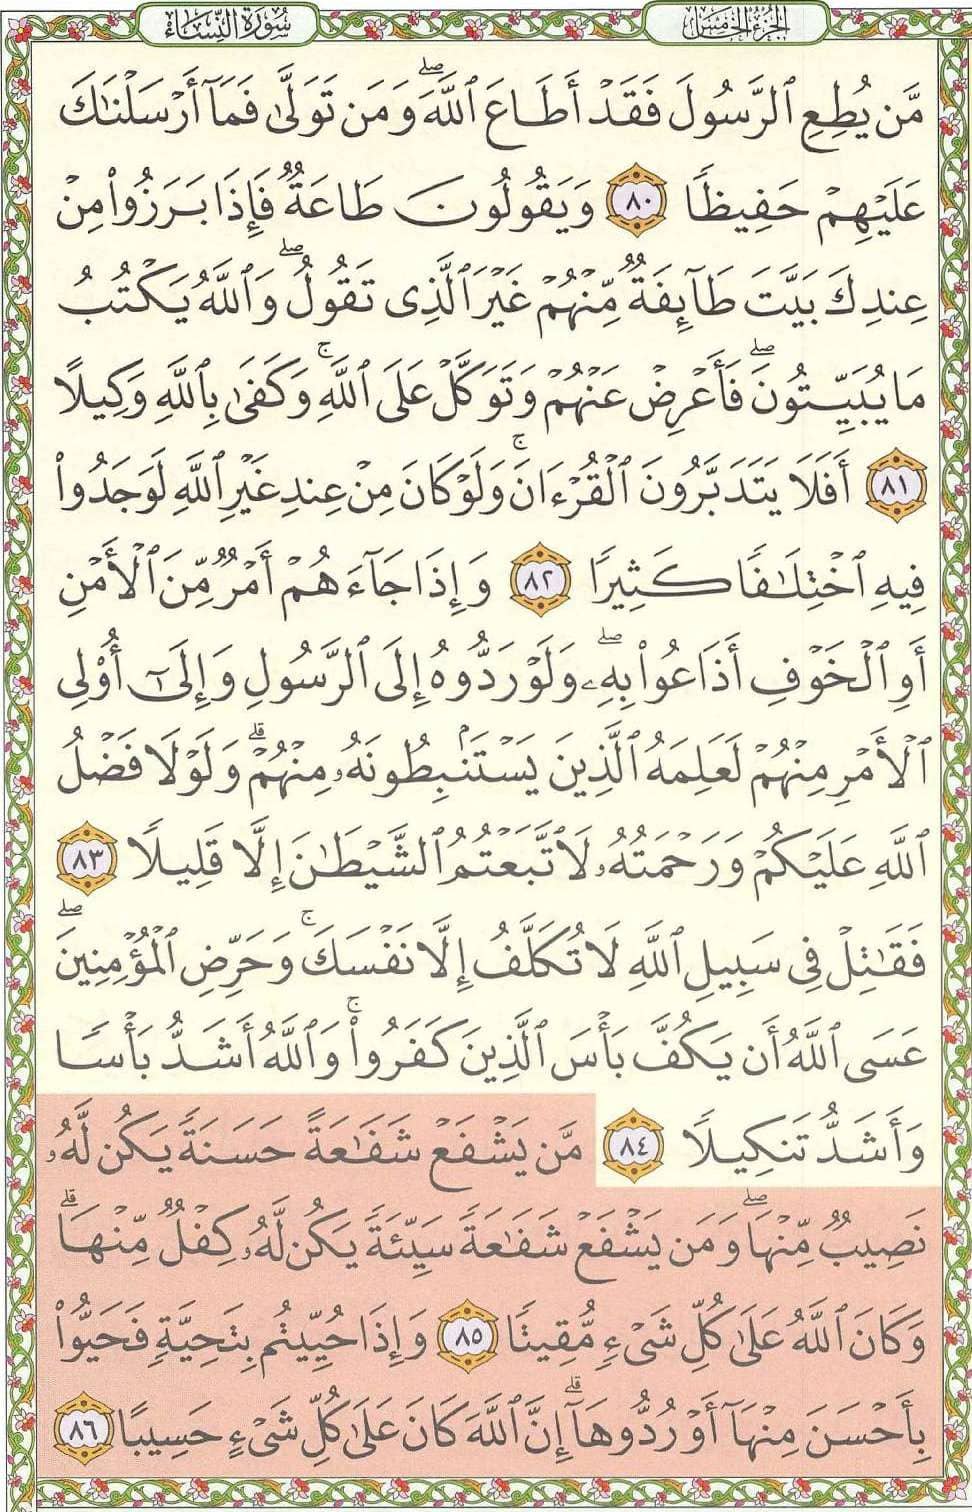 الجزء الخامس
سورة النساء
مَّن يُطِعِ ٱلرَّسُولَ فَقَدْ أَطَاعَ ٱللَّهَۖ وَمَن تَوَلَّىٰ فَمَآ أَرْسَلْنَٰكَ
عَلَيْهِمْ حَفِيظًا ٨٠ وَيَقُولُونَ طَاعَةٌ فَإِذَا بَرَزُوا۟ مِنْ
عِندِكَ بَيَّتَ طَآئِفَةٌ مِّنْهُمْ غَيْرَ ٱلَّذِى تَقُولُۖ وَٱللَّهُ يَكْتُبُ
مَا يُبَيِّتُونَۖ فَأَعْرِضْ عَنْهُمْ وَتَوَكَّلْ عَلَى ٱللَّهِۚ وَكَفَىٰ بِٱللَّهِ وَكِيلًا
٨١ أَفَلَا يَتَدَبَّرُونَ ٱلْقُرْءَانَۚ وَلَوْ كَانَ مِنْ عِندِ غَيْرِ ٱللَّهِ لَوَجَدُوا۟
فِيهِ ٱخْتِلَٰفًا كَثِيرًا ٨٢ وَإِذَا جَآءَهُمْ أَمْرٌ مِّنَ ٱلْأَمْنِ
أَوِ ٱلْخَوْفِ أَذَاعُوا۟ بِهِۦۖ وَلَوْ رَدُّوهُ إِلَى ٱلرَّسُولِ وَإِلَىٰٓ أُو۟لِى
ٱلْأَمْرِ مِنْهُمْ لَعَلِمَهُ ٱلَّذِينَ يَسْتَنۢبِطُونَهُۥ مِنْهُمْۗ وَلَوْلَا فَضْلُ
ٱللَّهِ عَلَيْكُمْ وَرَحْمَتُهُۥ لَٱتَّبَعْتُمُ ٱلشَّيْطَٰنَ إِلَّا قَلِيلًا ٨٣
فَقَٰتِلْ فِى سَبِيلِ ٱللَّهِ لَا تُكَلَّفُ إِلَّا نَفْسَكَۚ وَحَرِّضِ ٱلْمُؤْمِنِينَۖ
عَسَى ٱللَّهُ أَن يَكُفَّ بَأْسَ ٱلَّذِينَ كَفَرُوا۟ۚ وَٱللَّهُ أَشَدُّ بَأْسًا
وَأَشَدُّ تَنكِيلًا ٨٤ مَّن يَشْفَعْ شَفَٰعَةً حَسَنَةً يَكُن لَّهُۥ
نَصِيبٌ مِّنْهَاۖ وَمَن يَشْفَعْ شَفَٰعَةً سَيِّئَةً يَكُن لَّهُۥ كِفْلٌ مِّنْهَاۗ
وَكَانَ ٱللَّهُ عَلَىٰ كُلِّ شَىْءٍ مُّقِيتًا ٨٥ وَإِذَا حُيِّيتُم بِتَحِيَّةٍ فَحَيُّوا۟
بِأَحْسَنَ مِنْهَآ أَوْ رُدُّوهَآۗ إِنَّ ٱللَّهَ كَانَ عَلَىٰ كُلِّ شَىْءٍ حَسِيبًا ٨٦